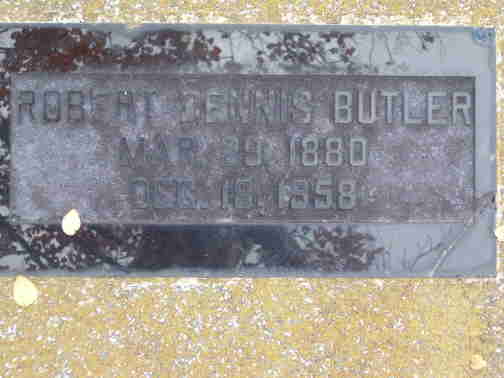 ROBERT DENNIS BUTLER
MAR. 29, 1880
DEC. 19, 1958